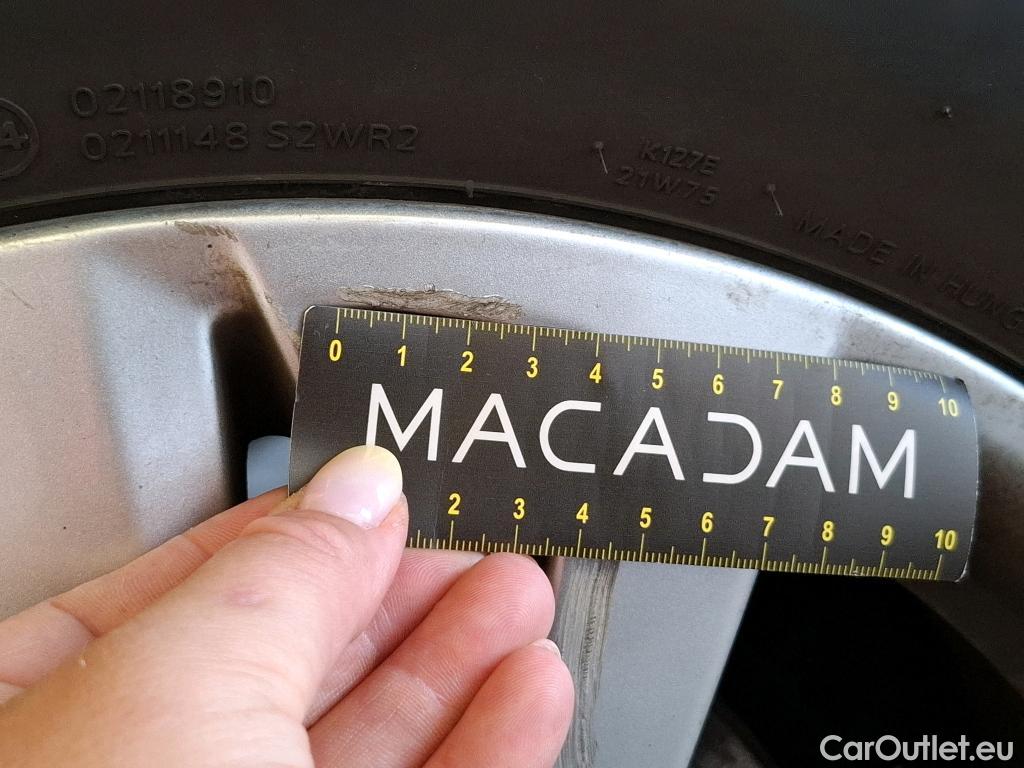 4
02118910
0211148 S2WR2
K127E
21W75
MADE IN HUNG
0 1 2 3 4 5 6 7 8 9 10
MACADAM
2 3 4 5 6 7 8 9 10
CarOutlet.eu